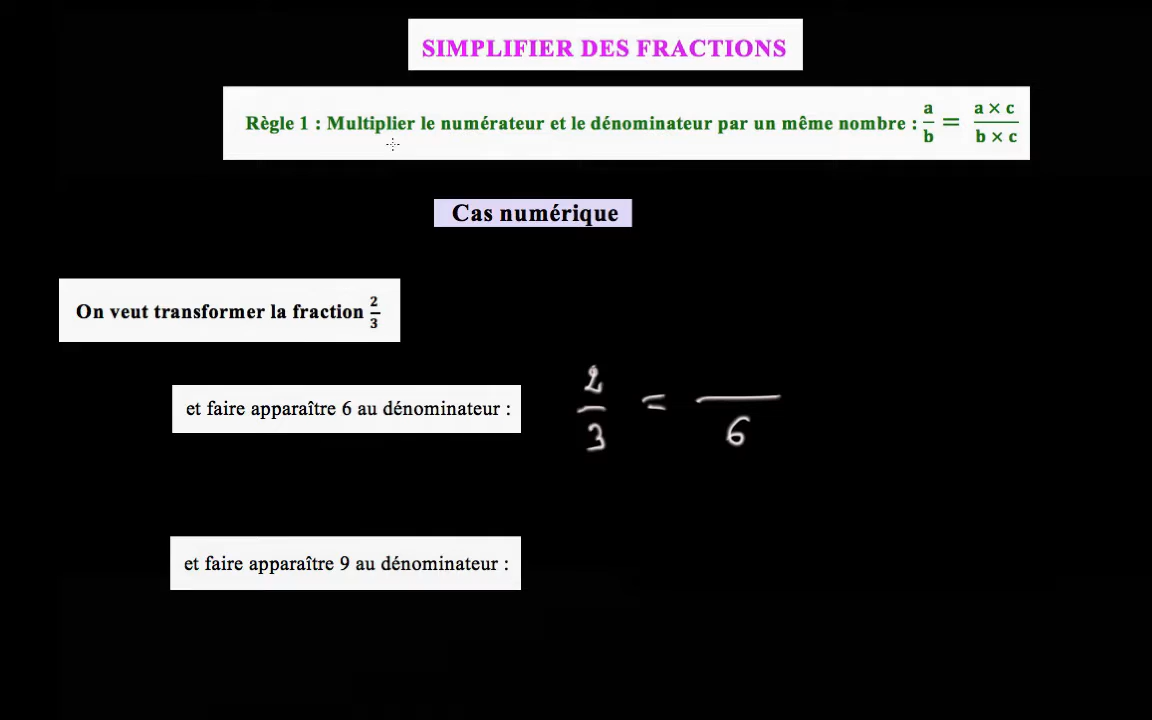 SIMPLIFIER DES FRACTIONS
Règle 1 : Multiplier le numérateur et le dénominateur par un même nombre : a/b = a × c/b × c
Cas numérique
On veut transformer la fraction 2/3
et faire apparaître 6 au dénominateur :
2/3 = /6
et faire apparaître 9 au dénominateur :